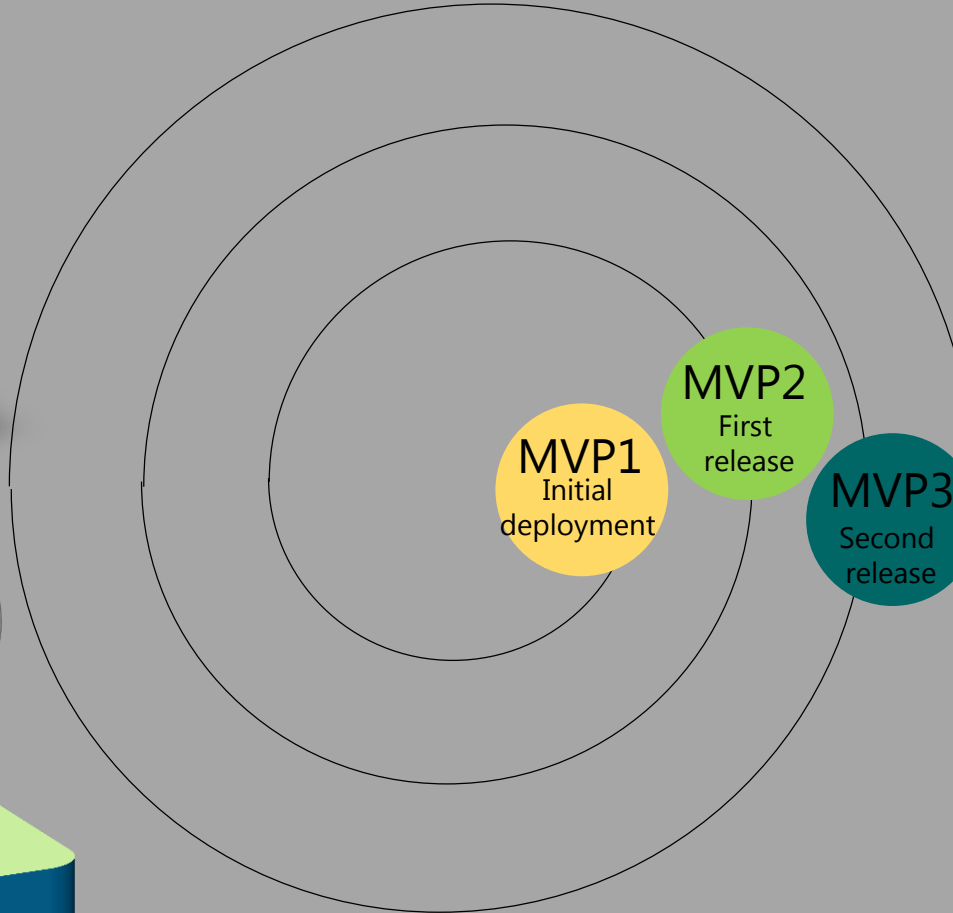 MVP1
Initial
deployment
MVP2
First
release
MVP3
Second
release